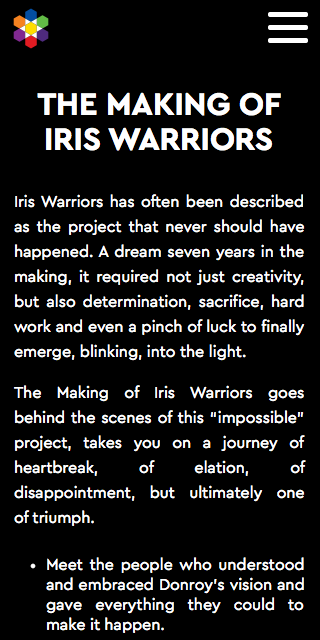 THE MAKING OF
IRIS WARRIORS
Iris Warriors has often been described
as the project that never should have
happened. A dream seven years in the
making, it required not just creativity,
but also determination, sacrifice, hard
work and even a pinch of luck to finally
emerge, blinking, into the light.
The Making of Iris Warriors goes
behind the scenes of this "impossible"
project, takes you on a journey of
heartbreak, of elation, of
disappointment, but ultimately one
of triumph.
• Meet the people who understood
and embraced Donroy's vision and
gave everything they could to
make it happen.